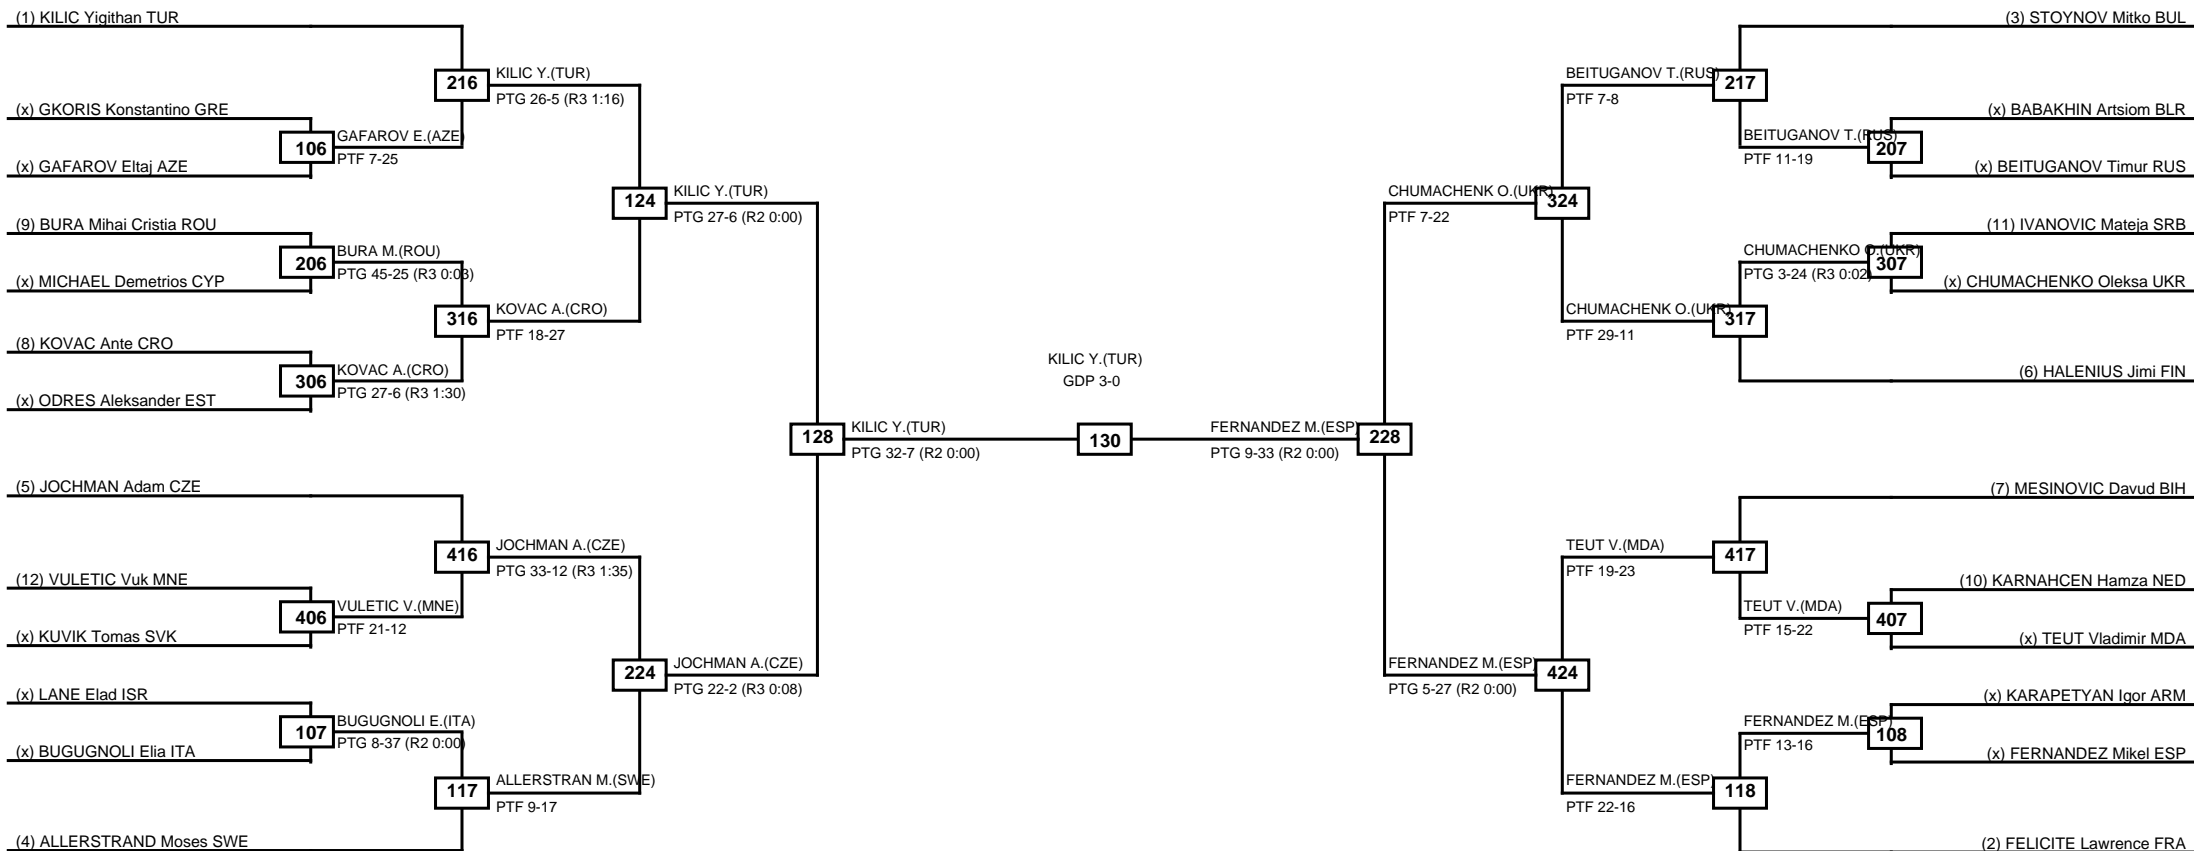 (1) KILIC Yigithan TUR
(x) GKORIS Konstantino GRE
(x) GAFAROV Eltaj AZE
(9) BURA Mihai Cristia ROU
(x) MICHAEL Demetrios CYP
(8) KOVAC Ante CRO
(x) ODRES Aleksander EST
(5) JOCHMAN Adam CZE
(12) VULETIC Vuk MNE
(x) KUVIK Tomas SVK
(x) LANE Elad ISR
(x) BUGUGNOLI Elia ITA
(4) ALLERSTRAND Moses SWE
106
GAFAROV E.(AZE)
PTF 7-25
206
BURA M.(ROU)
PTG 45-25 (R3 0:03)
306
KOVAC A.(CRO)
PTG 27-6 (R3 1:30)
406
VULETIC V.(MNE)
PTF 21-12
107
BUGUGNOLI E.(ITA)
PTG 8-37 (R2 0:00)
216
KILIC Y.(TUR)
PTG 26-5 (R3 1:16)
316
KOVAC A.(CRO)
PTF 18-27
416
JOCHMAN A.(CZE)
PTG 33-12 (R3 1:35)
117
ALLERSTRAN M.(SWE)
PTF 9-17
124
KILIC Y.(TUR)
PTG 27-6 (R2 0:00)
224
JOCHMAN A.(CZE)
PTG 22-2 (R3 0:08)
128
KILIC Y.(TUR)
PTG 32-7 (R2 0:00)
KILIC Y.(TUR)
GDP 3-0
130
FERNANDEZ M.(ESP)
PTG 9-33 (R2 0:00)
228
CHUMACHENK O.(UKR)
PTF 7-22
324
FERNANDEZ M.(ESP)
PTG 5-27 (R2 0:00)
424
BEITUGANOV T.(RUS)
PTF 7-8
217
CHUMACHENK O.(UKR)
PTF 29-11
317
TEUT V.(MDA)
PTF 19-23
417
FERNANDEZ M.(ESP)
PTF 22-16
118
BEITUGANOV T.(RUS)
PTF 11-19
207
CHUMACHENKO O.(UKR)
PTG 3-24 (R3 0:02)
307
TEUT V.(MDA)
PTF 15-22
407
FERNANDEZ M.(ESP)
PTF 13-16
108
(3) STOYNOV Mitko BUL
(x) BABAKHIN Artsiom BLR
(x) BEITUGANOV Timur RUS
(11) IVANOVIC Mateja SRB
(x) CHUMACHENKO Oleksa UKR
(6) HALENIUS Jimi FIN
(7) MESINOVIC Davud BIH
(10) KARNAHCEN Hamza NED
(x) TEUT Vladimir MDA
(x) KARAPETYAN Igor ARM
(x) FERNANDEZ Mikel ESP
(2) FELICITE Lawrence FRA